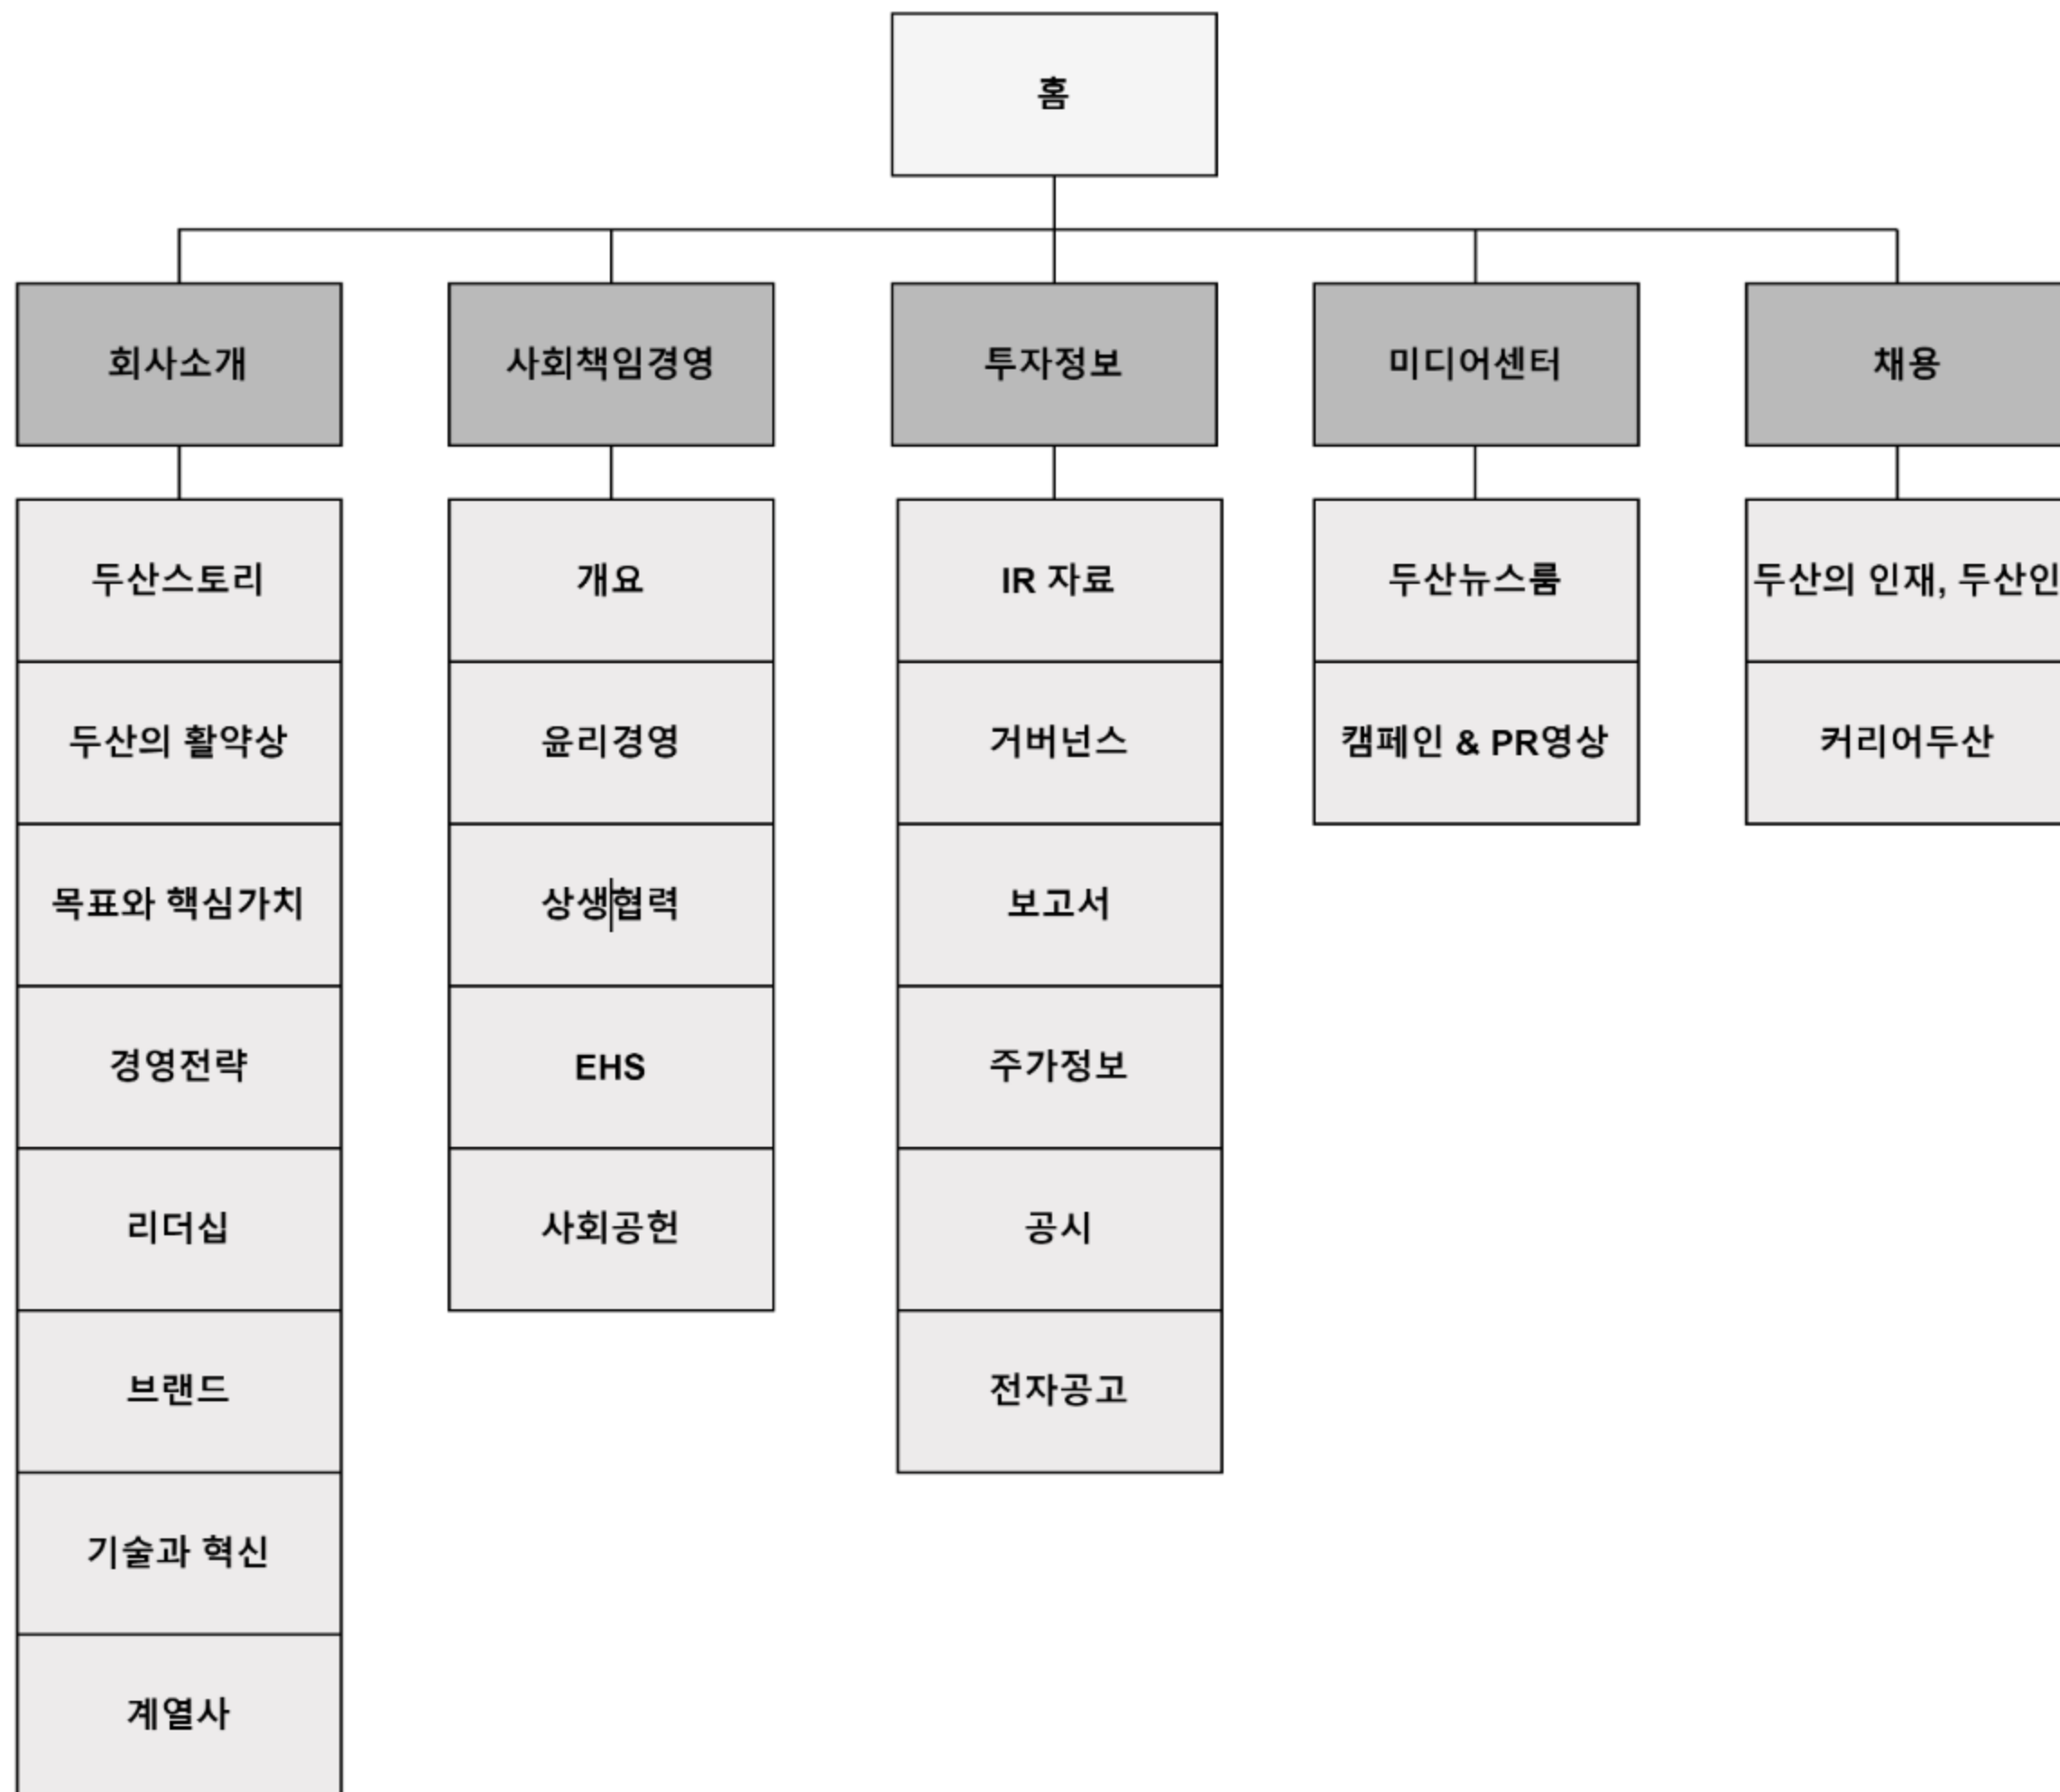 홈
회사소개
사회책임경영
투자정보
미디어센터
채용
두산스토리
두산의 활약상
목표와 핵심가치
경영전략
리더십
브랜드
기술과 혁신
계열사
개요
윤리경영
상생협력
EHS
사회공헌
IR 자료
거버넌스
보고서
주가정보
공시
전자공고
두산뉴스룸
캠페인 & PR영상
두산의 인재, 두산인
커리어두산